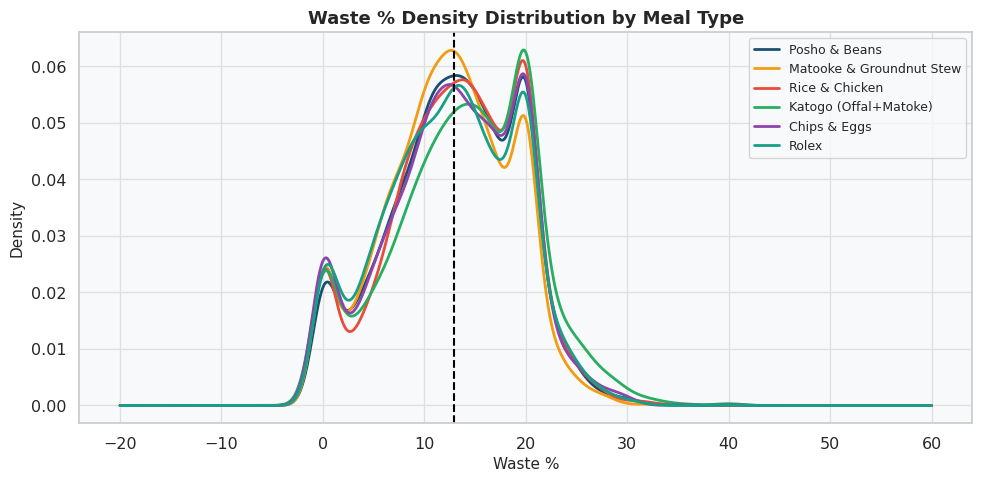 Waste % Density Distribution by Meal Type
Posho & Beans
Matooke & Groundnut Stew
Rice & Chicken
Katogo (Offal+Matoke)
Chips & Eggs
Rolex
Density
0.06
0.05
0.04
0.03
0.02
0.01
0.00
−20 −10 0 10 20 30 40 50 60
Waste %